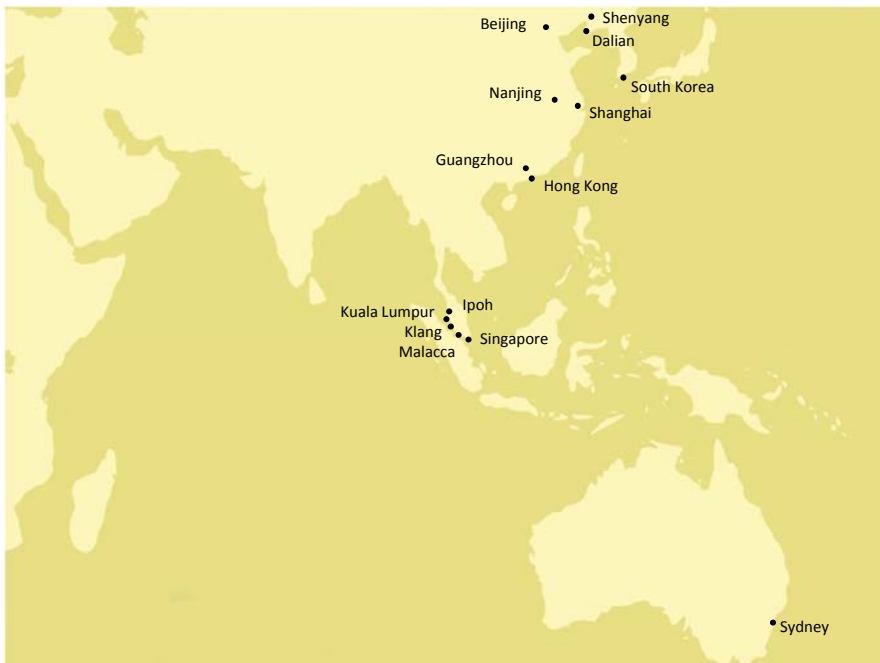 Shenyang
Beijing
Dalian
South Korea
Nanjing
Shanghai
Guangzhou
Hong Kong
Ipoh
Kuala Lumpur
Klang
Singapore
Malacca
Sydney